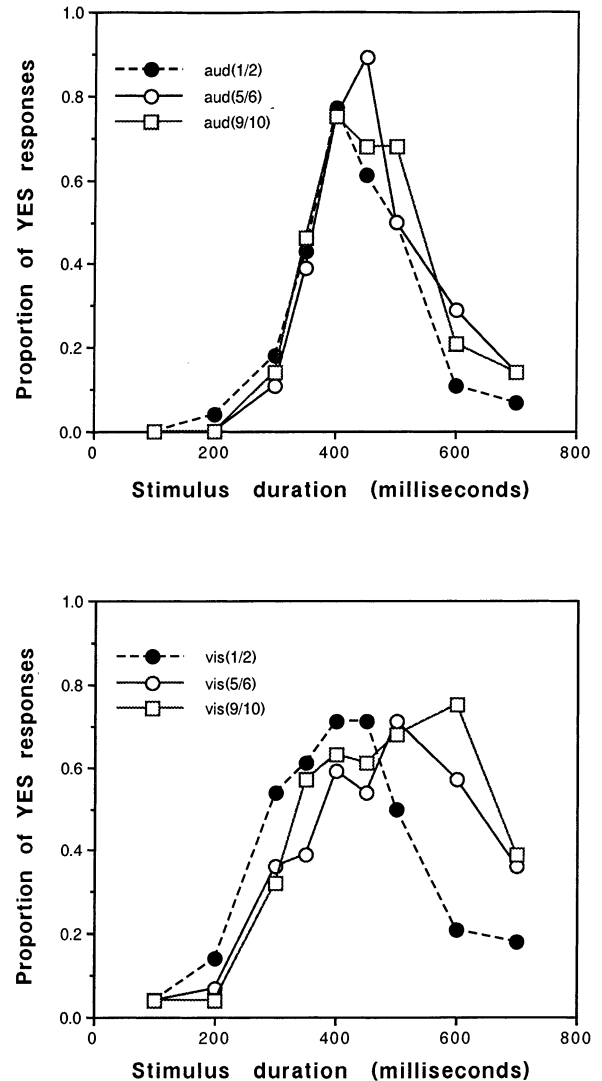 1.0
0.8
0.6
0.4
0.2
0.0
Proportion of YES responses
aud(1/2)
aud(5/6)
aud(9/10)
0 200 400 600 800
Stimulus duration (milliseconds)
1.0
0.8
0.6
0.4
0.2
0.0
Proportion of YES responses
vis(1/2)
vis(5/6)
vis(9/10)
0 200 400 600 800
Stimulus duration (milliseconds)